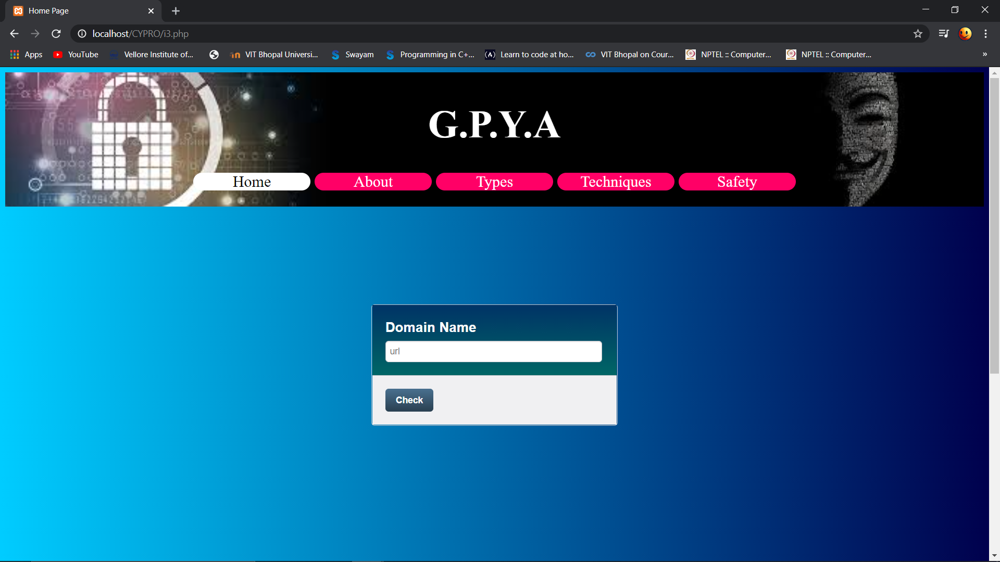 Home Page
localhost/CYPRO/i3.php
Apps YouTube Vellore Institute of... VIT Bhopal Universi... Swayam Programming in C+... Learn to code at ho... VIT Bhopal on Cour... NPTEL :: Computer... NPTEL :: Computer... »
G.P.Y.A
Home About Types Techniques Safety
Domain Name
url
Check